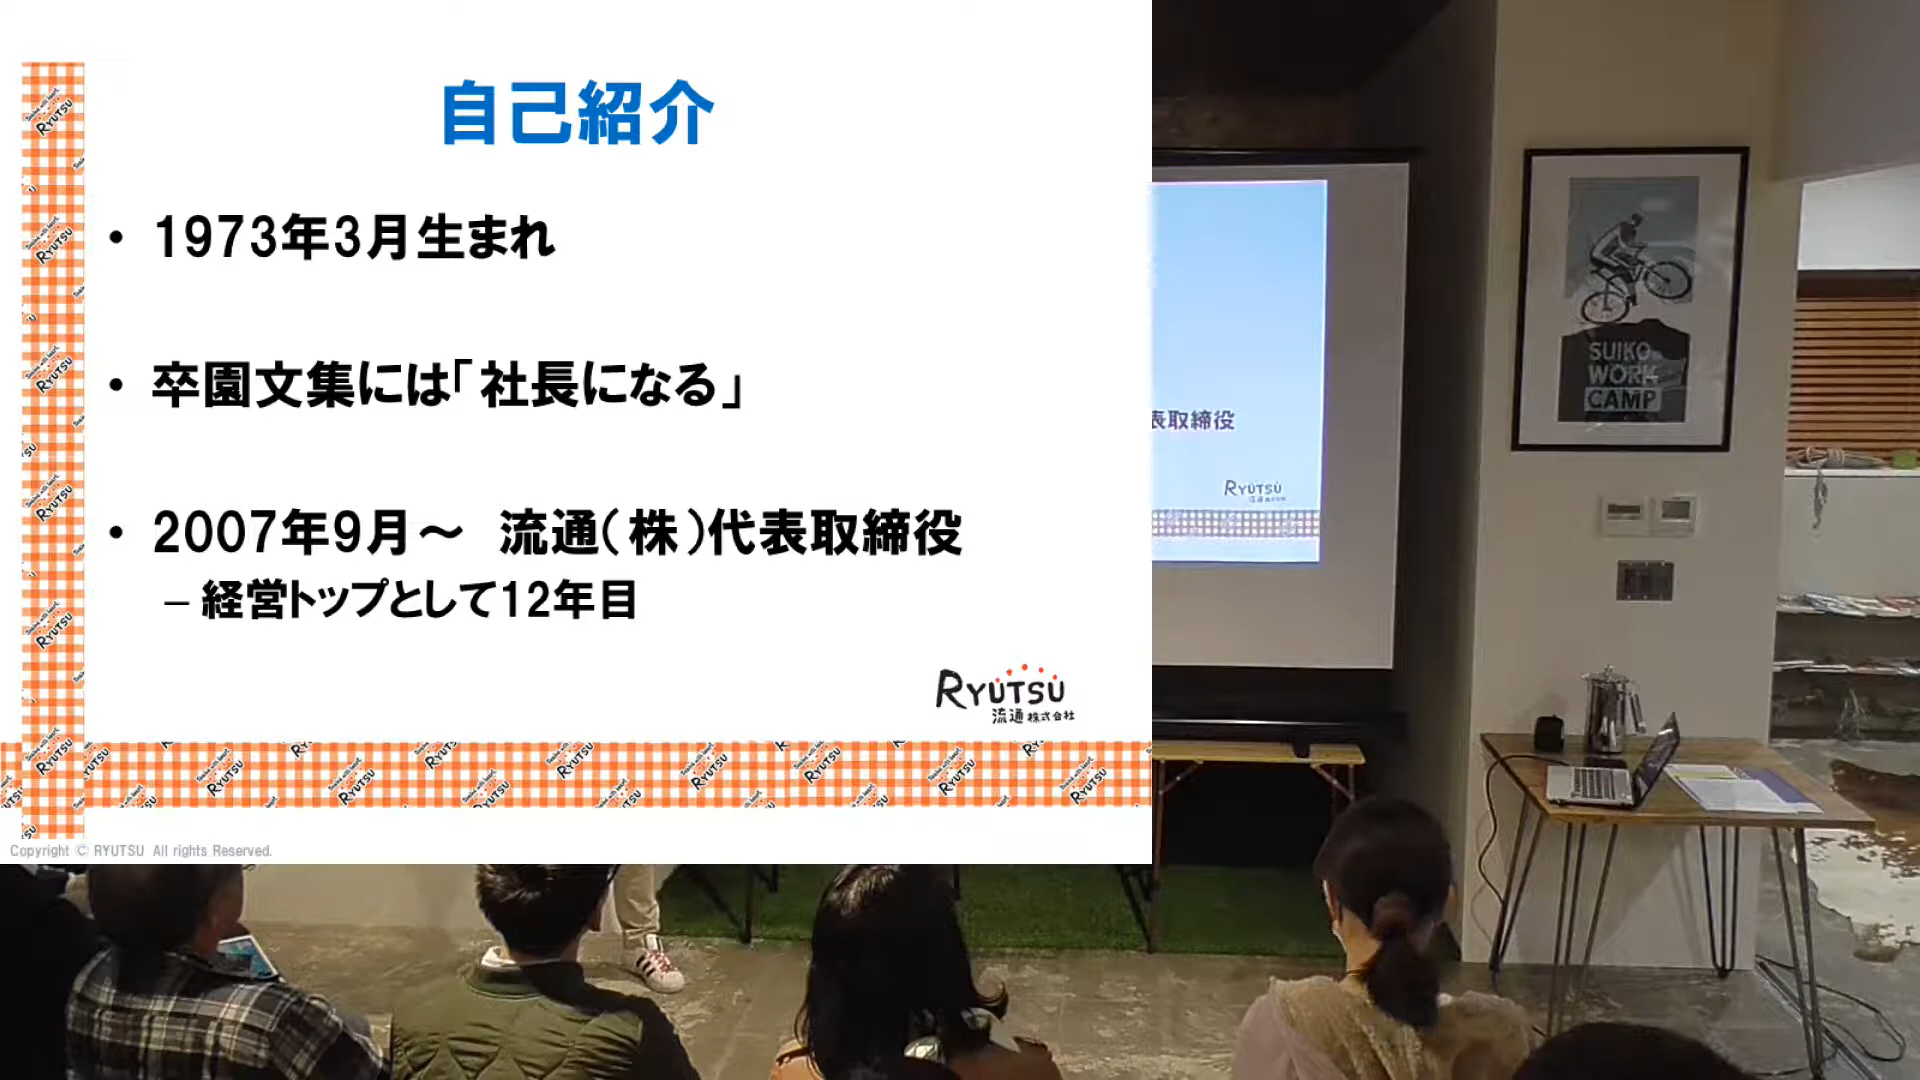 自己紹介
• 1973年3月生まれ
• 卒園文集には「社長になる」
• 2007年9月～ 流通(株)代表取締役
– 経営トップとして12年目
RYUTSU
流通株式会社
Copyright © RYUTSU All rights Reserved.
表取締役
RYUTSU
SUIKO
WORK
CAMP